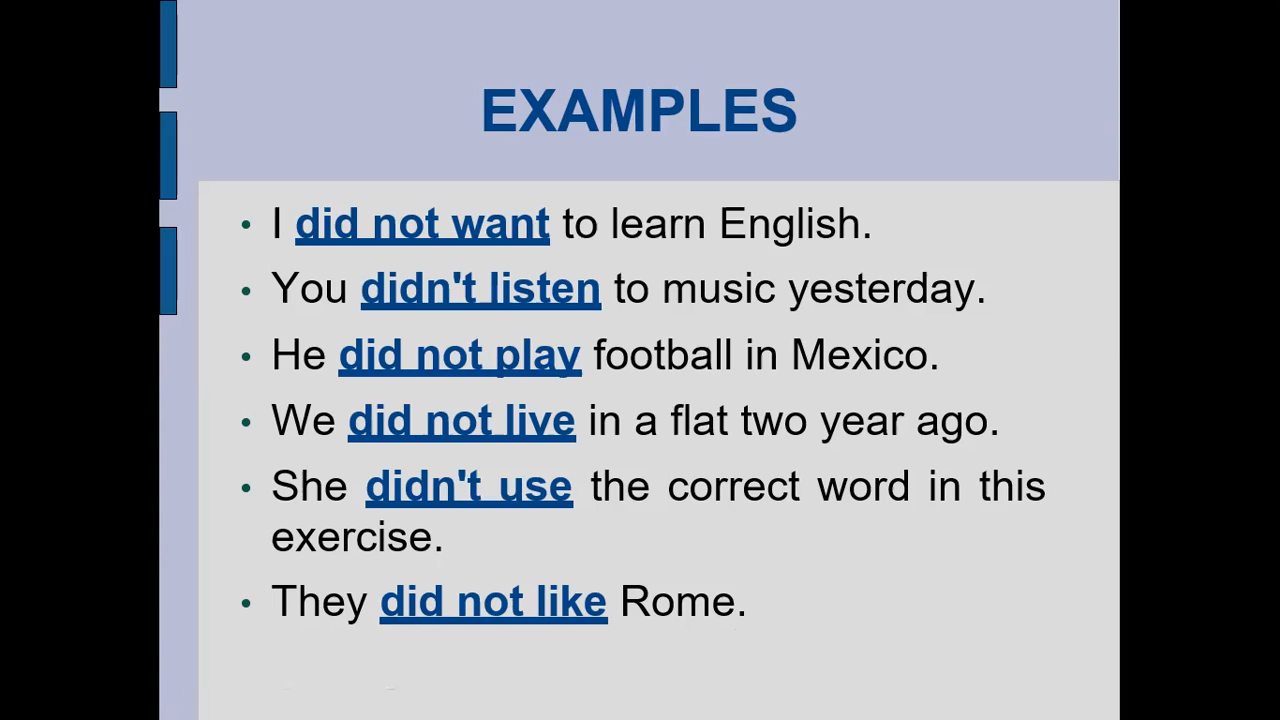 EXAMPLES
• I did not want to learn English.
• You didn't listen to music yesterday.
• He did not play football in Mexico.
• We did not live in a flat two year ago.
• She didn't use the correct word in this
exercise.
• They did not like Rome.